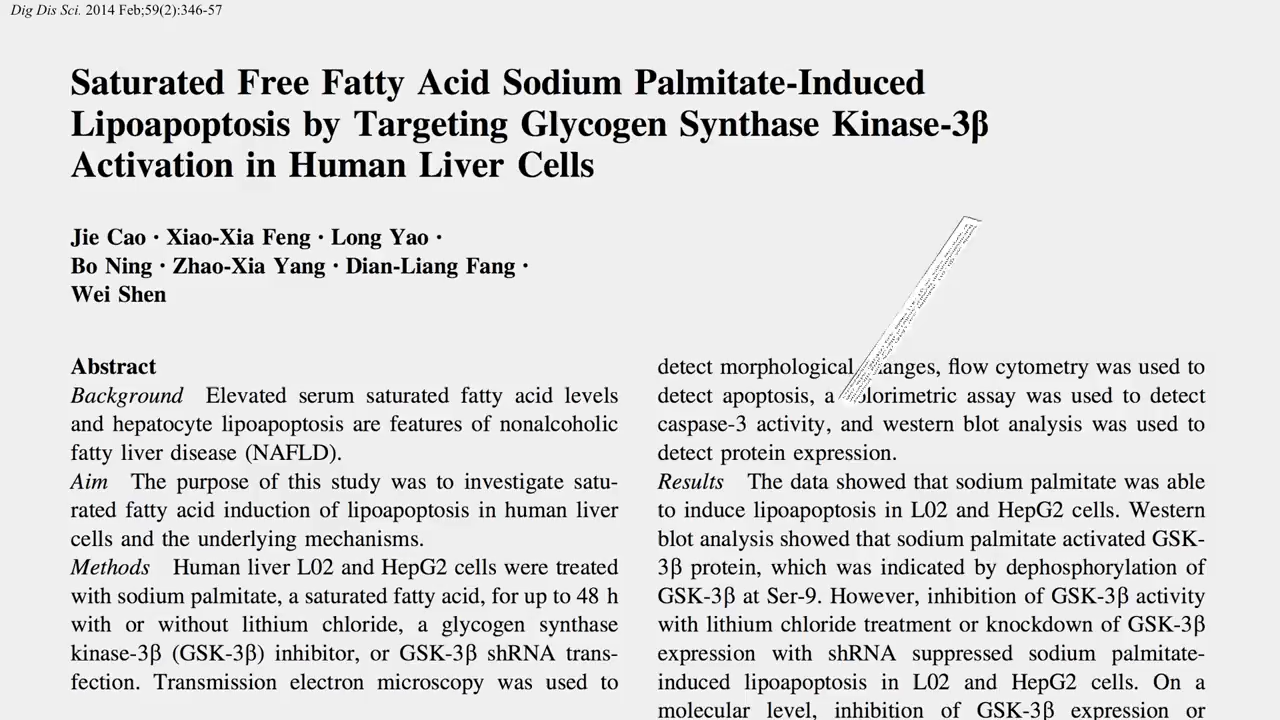 Dig Dis Sci. 2014 Feb;59(2):346-57
Saturated Free Fatty Acid Sodium Palmitate-Induced
Lipoapoptosis by Targeting Glycogen Synthase Kinase-3β
Activation in Human Liver Cells
Jie Cao · Xiao-Xia Feng · Long Yao ·
Bo Ning · Zhao-Xia Yang · Dian-Liang Fang ·
Wei Shen
Abstract
Background Elevated serum saturated fatty acid levels
and hepatocyte lipoapoptosis are features of nonalcoholic
fatty liver disease (NAFLD).
Aim The purpose of this study was to investigate satu-
rated fatty acid induction of lipoapoptosis in human liver
cells and the underlying mechanisms.
Methods Human liver L02 and HepG2 cells were treated
with sodium palmitate, a saturated fatty acid, for up to 48 h
with or without lithium chloride, a glycogen synthase
kinase-3β (GSK-3β) inhibitor, or GSK-3β shRNA trans-
fection. Transmission electron microscopy was used to
detect morphological flow cytometry was used to
detect apoptosis, a assay was used to detect
caspase-3 activity, and western blot analysis was used to
detect protein expression.
Results The data showed that sodium palmitate was able
to induce lipoapoptosis in L02 and HepG2 cells. Western
blot analysis showed that sodium palmitate activated GSK-
3β protein, which was indicated by dephosphorylation of
GSK-3β at Ser-9. However, inhibition of GSK-3β activity
with lithium chloride treatment or knockdown of GSK-3β
expression with shRNA suppressed sodium palmitate-
induced lipoapoptosis in L02 and HepG2 cells. On a
molecular level, inhibition of GSK-3β expression or